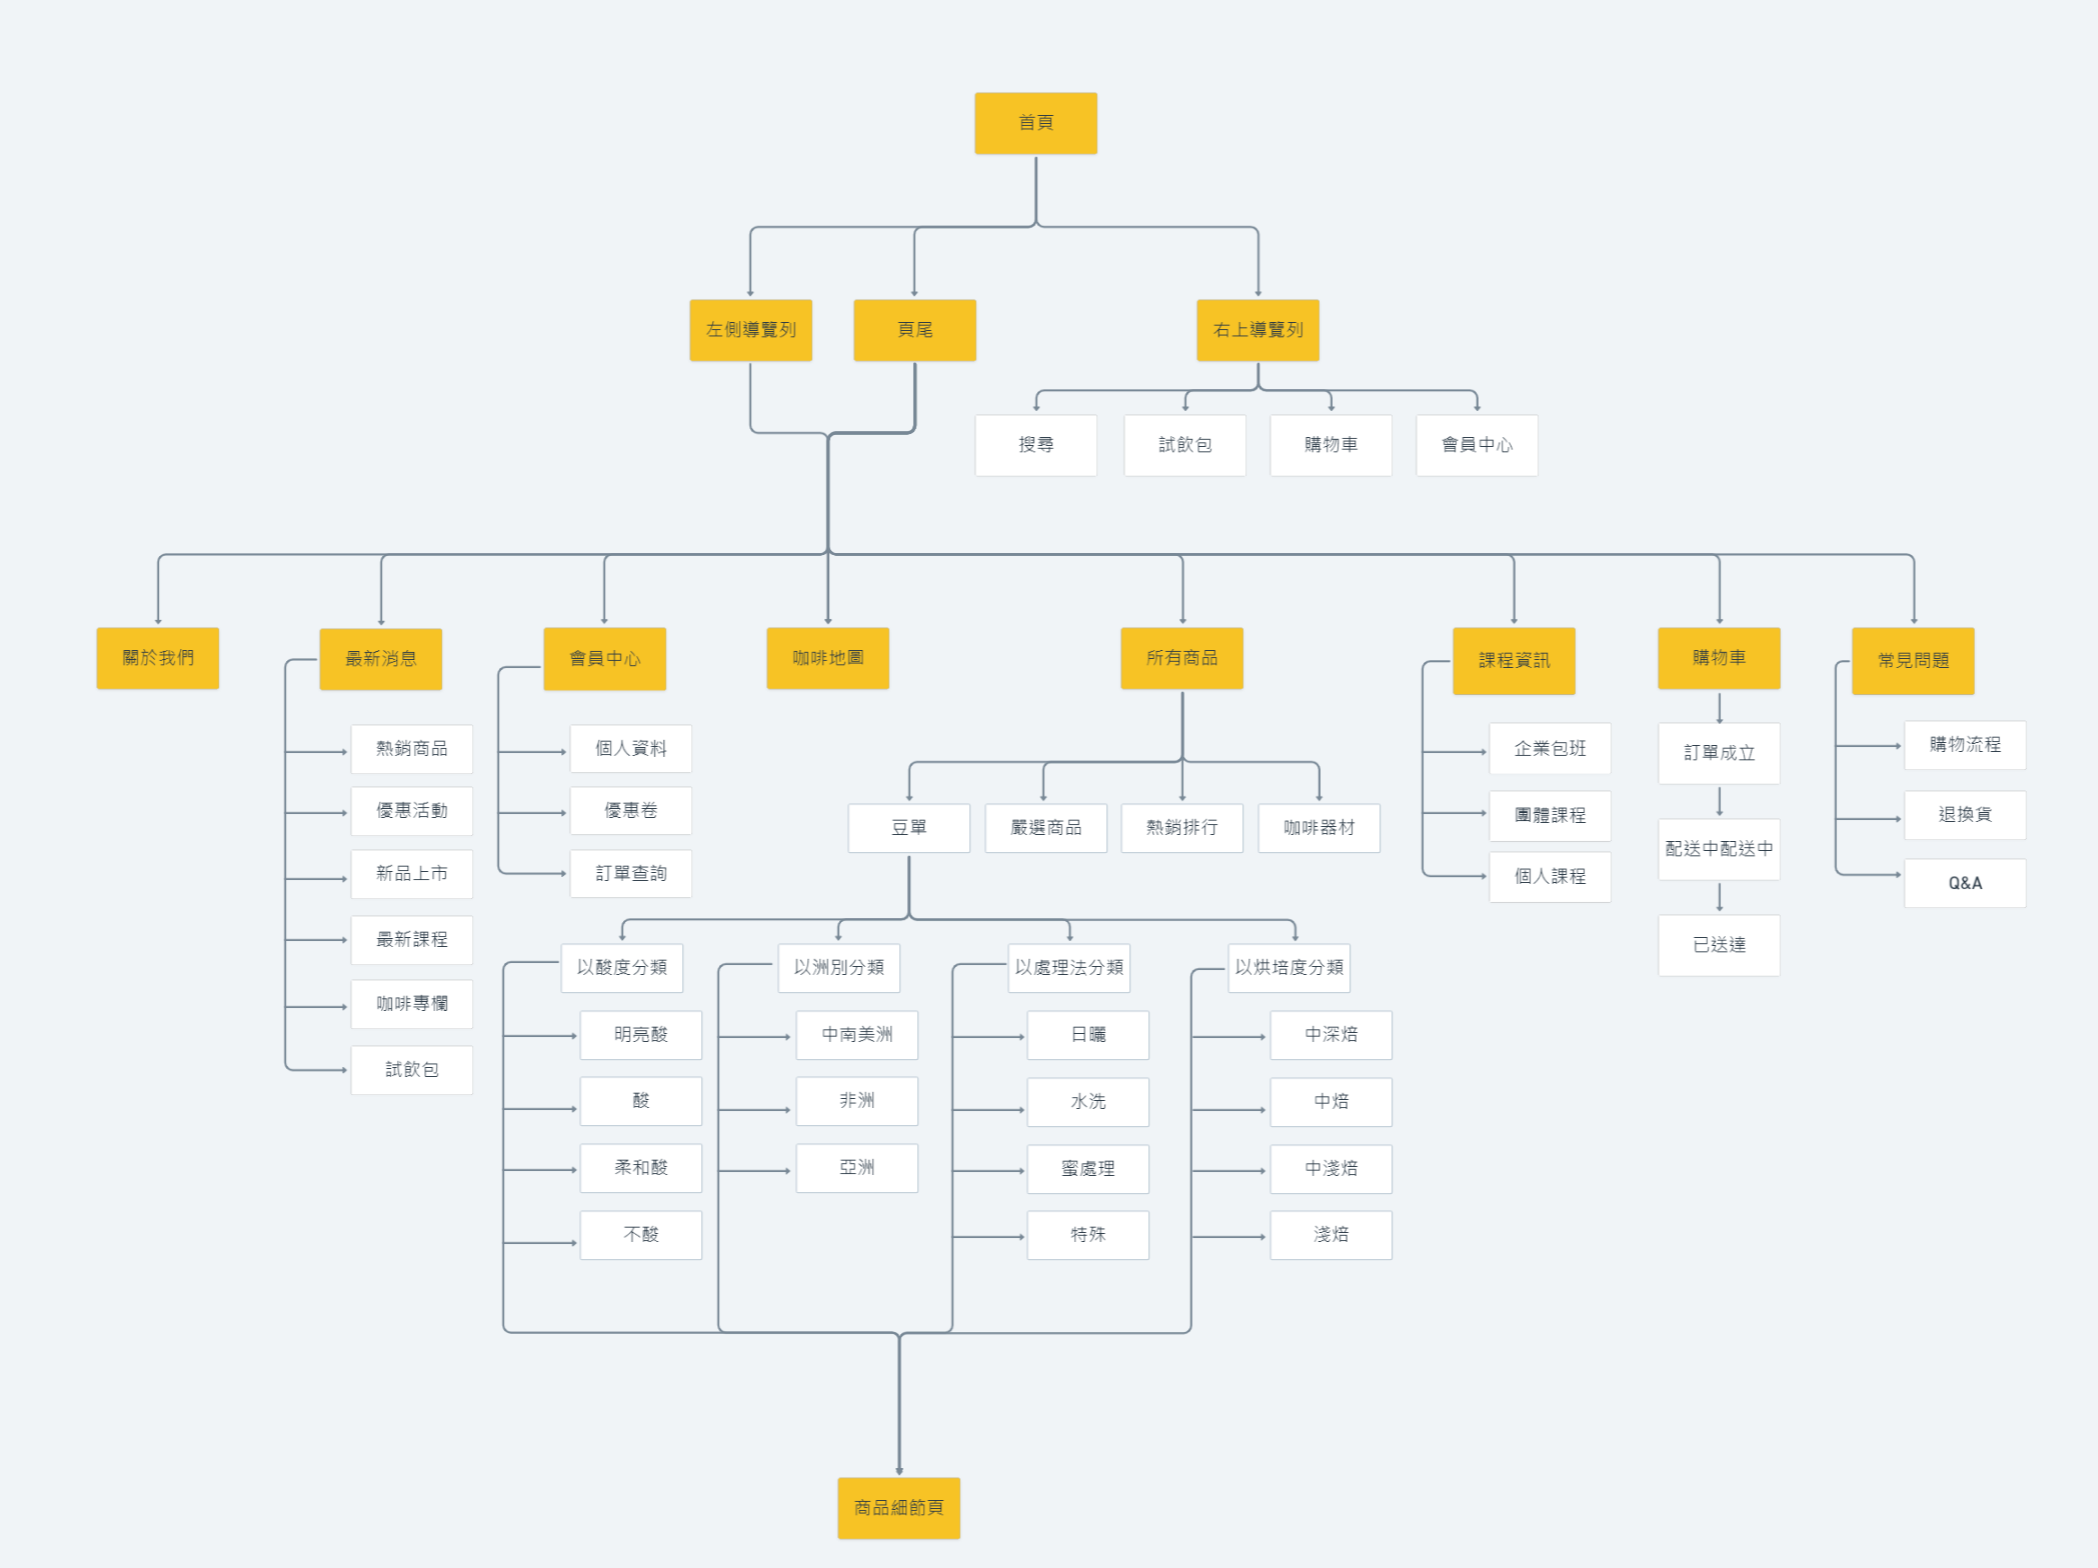 首頁
左側導覽列
頁尾
右上導覽列
搜尋
試飲包
購物車
會員中心
關於我們
最新消息
熱銷商品
優惠活動
新品上市
最新課程
咖啡專欄
試飲包
會員中心
個人資料
優惠卷
訂單查詢
咖啡地圖
所有商品
豆單
嚴選商品
熱銷排行
咖啡器材
以酸度分類
明亮酸
酸
柔和酸
不酸
以洲別分類
中南美洲
非洲
亞洲
以處理法分類
日曬
水洗
蜜處理
特殊
以烘培度分類
中深焙
中焙
中淺焙
淺焙
課程資訊
企業包班
團體課程
個人課程
購物車
訂單成立
配送中配送中
已送達
常見問題
購物流程
退換貨
Q&A
商品細節頁